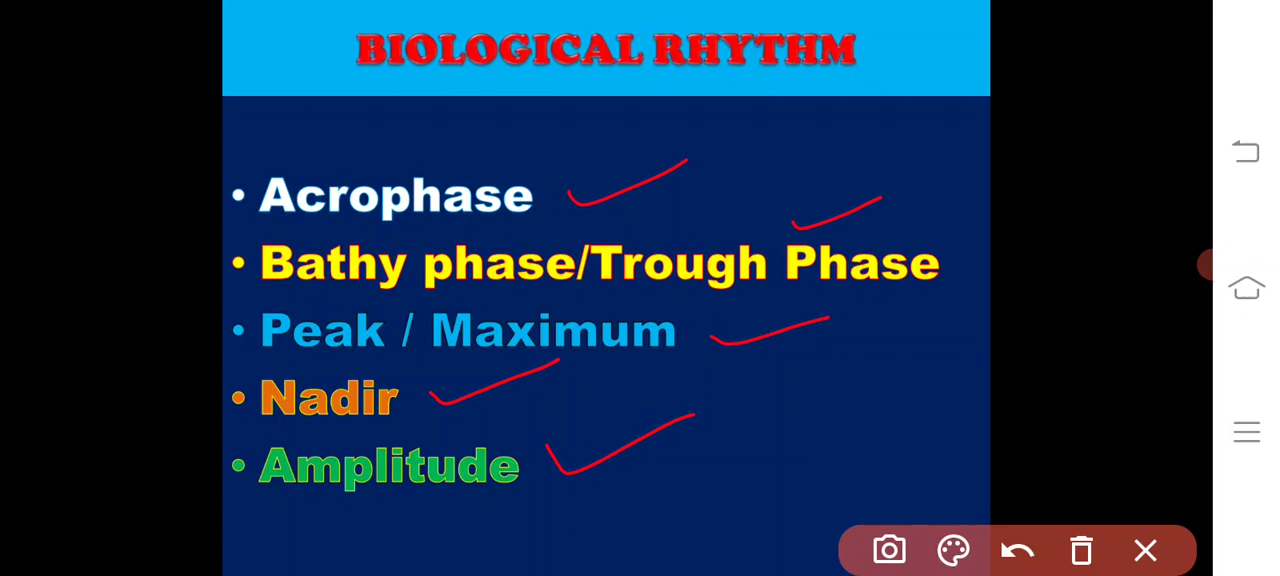 BIOLOGICAL RHYTHM
• Acrophase
• Bathy phase/Trough Phase
• Peak / Maximum
• Nadir
• Amplitude